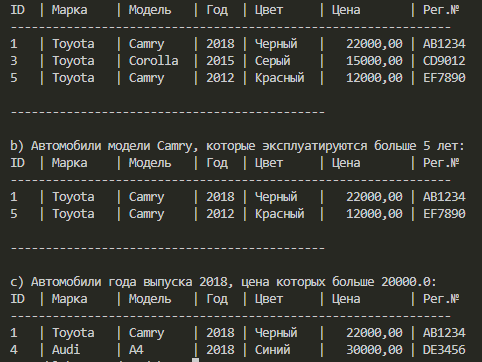 ID  | Марка   | Модель   | Год  | Цвет    | Цена      | Рег.№
---------------------------------------------------------------
1   | Toyota  | Camry    | 2018 | Черный  |   22000,00 | AB1234
3   | Toyota  | Corolla  | 2015 | Серый   |   15000,00 | CD9012
5   | Toyota  | Camry    | 2012 | Красный |   12000,00 | EF7890
---------------------------------------------
b) Автомобили модели Camry, которые эксплуатируются больше 5 лет:
ID  | Марка   | Модель   | Год  | Цвет    | Цена      | Рег.№
---------------------------------------------------------------
1   | Toyota  | Camry    | 2018 | Черный  |   22000,00 | AB1234
5   | Toyota  | Camry    | 2012 | Красный |   12000,00 | EF7890
---------------------------------------------
c) Автомобили года выпуска 2018, цена которых больше 20000.0:
ID  | Марка   | Модель   | Год  | Цвет    | Цена      | Рег.№
---------------------------------------------------------------
1   | Toyota  | Camry    | 2018 | Черный  |   22000,00 | AB1234
4   | Audi    | A4       | 2018 | Синий   |   30000,00 | DE3456